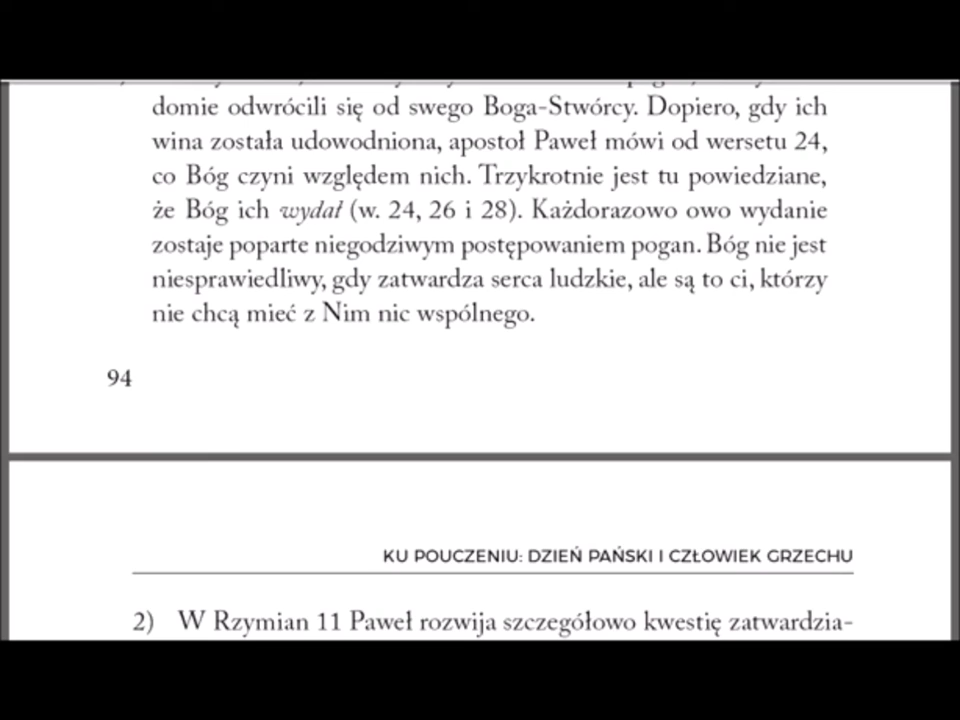 domie odwrócili się od swego Boga-Stwórcy. Dopiero, gdy ich
wina została udowodniona, apostoł Paweł mówi od wersetu 24,
co Bóg czyni względem nich. Trzykrotnie jest tu powiedziane,
że Bóg ich wydał (w. 24, 26 i 28). Każdorazowo owo wydanie
zostaje poparte niegodziwym postępowaniem pogan. Bóg nie jest
niesprawiedliwy, gdy zatwardza serca ludzkie, ale są to ci, którzy
nie chcą mieć z Nim nic wspólnego.
94
KU POUCZENIU: DZIEŃ PAŃSKI I CZŁOWIEK GRZECHU
2) W Rzymian 11 Paweł rozwija szczegółowo kwestię zatwardzia-